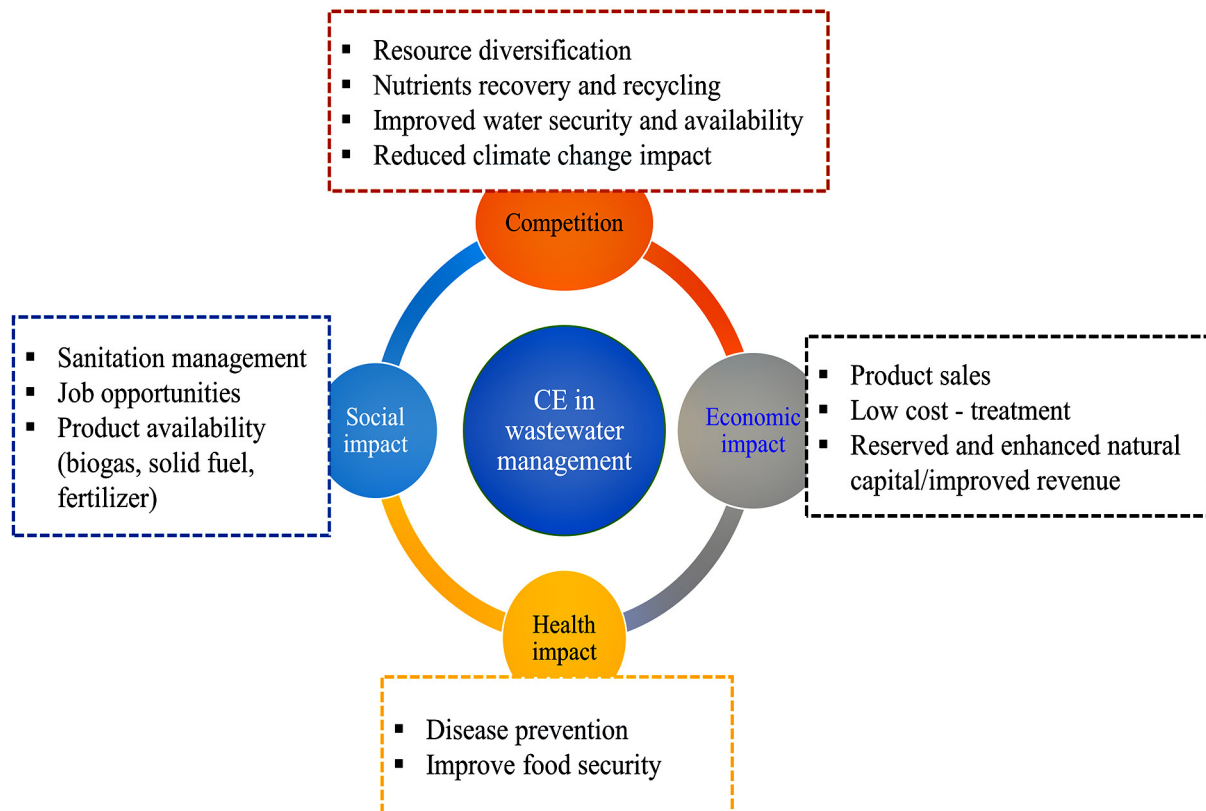 ▪ Resource diversification
▪ Nutrients recovery and recycling
▪ Improved water security and availability
▪ Reduced climate change impact
Competition
▪ Sanitation management
▪ Job opportunities
▪ Product availability
(biogas, solid fuel,
fertilizer)
Social
impact
CE in
wastewater
management
Economic
impact
▪ Product sales
▪ Low cost - treatment
▪ Reserved and enhanced natural
capital/improved revenue
Health
impact
▪ Disease prevention
▪ Improve food security